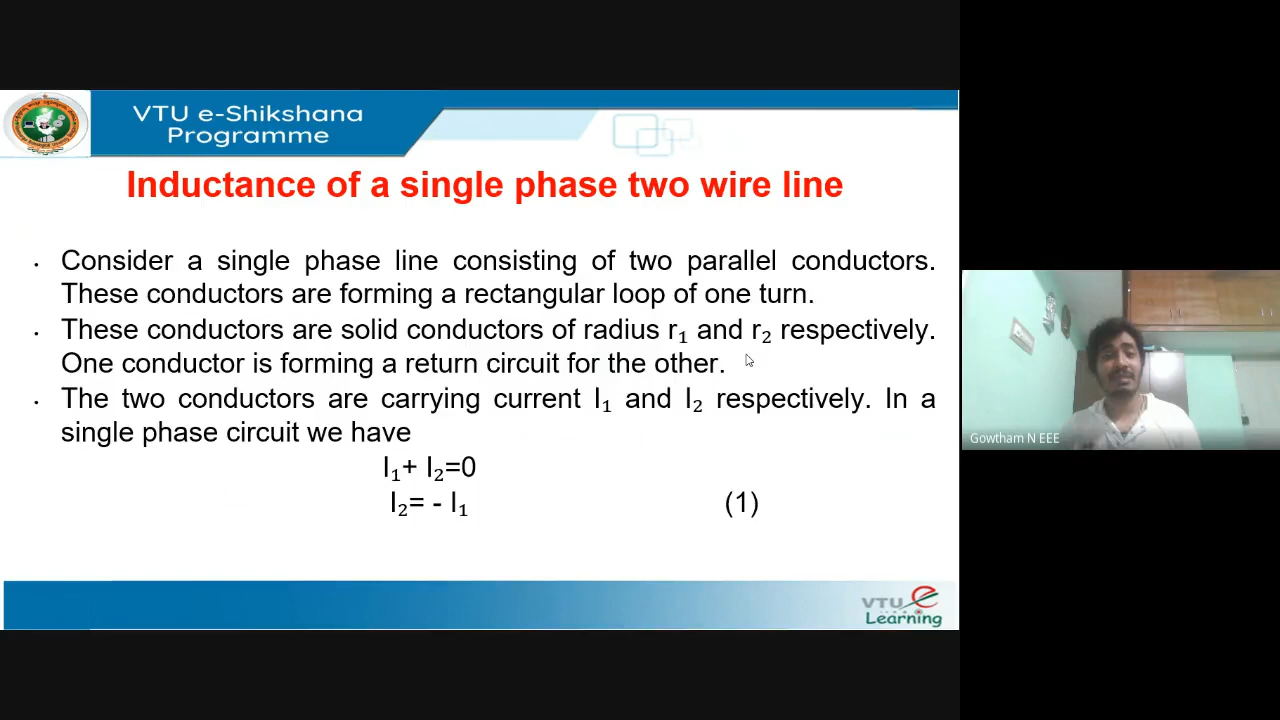 VTU e-Shikshana
Programme
Inductance of a single phase two wire line
• Consider a single phase line consisting of two parallel conductors.
These conductors are forming a rectangular loop of one turn.
• These conductors are solid conductors of radius r₁ and r₂ respectively.
One conductor is forming a return circuit for the other.
• The two conductors are carrying current I₁ and I₂ respectively. In a
single phase circuit we have
I₁+ I₂=0
I₂= - I₁ (1)
VTU e
Learning
Gowtham N EEE